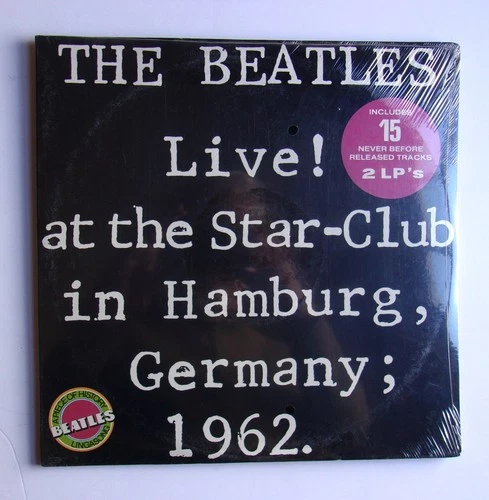 THE BEATLES
Live!
at the Star-Club
in Hamburg,
Germany;
1962.
INCLUDES
15
NEVER BEFORE
RELEASED TRACKS
2 LP's
A PIECE OF HISTORY
BEATLES
LINGASONG